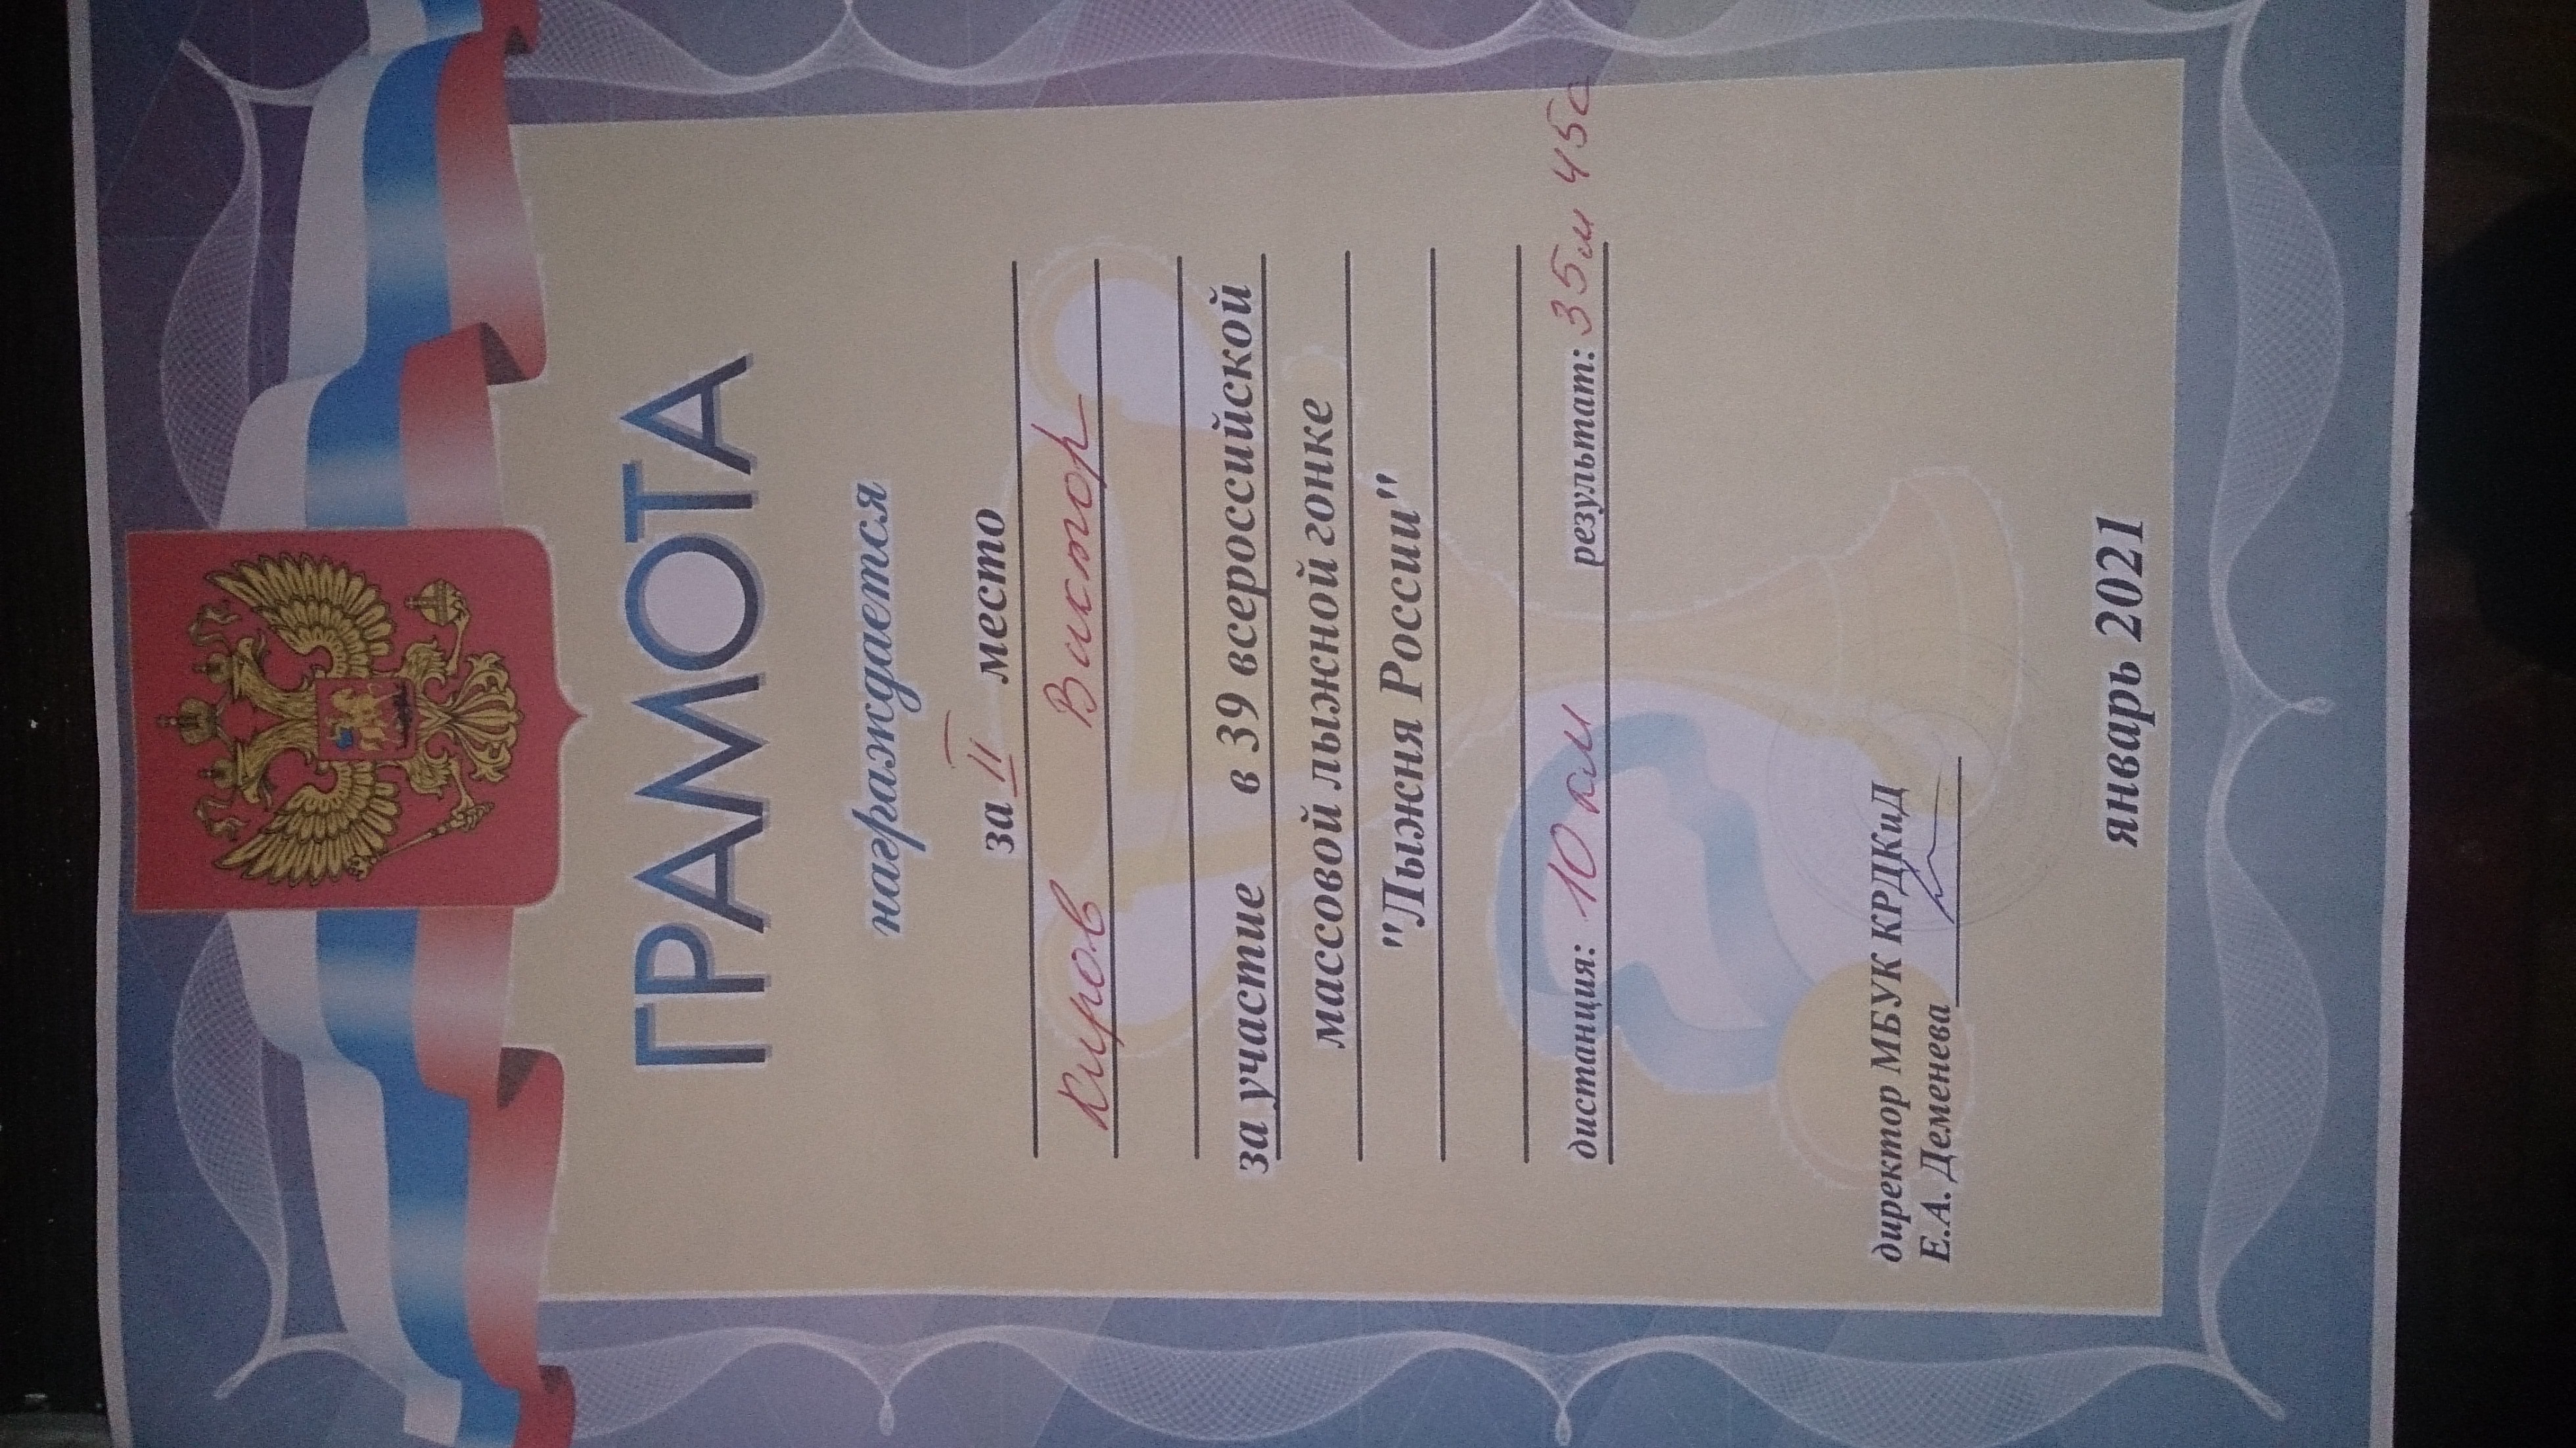 ГРАМОТА
награждается
за II место
Киров Виктор
за участие в 39 всероссийской
массовой лыжной гонке
"Лыжня России"
дистанция: 10 км результат: 35м 45с
директор МБУК КРДКиД
Е.А. Деменева
январь 2021